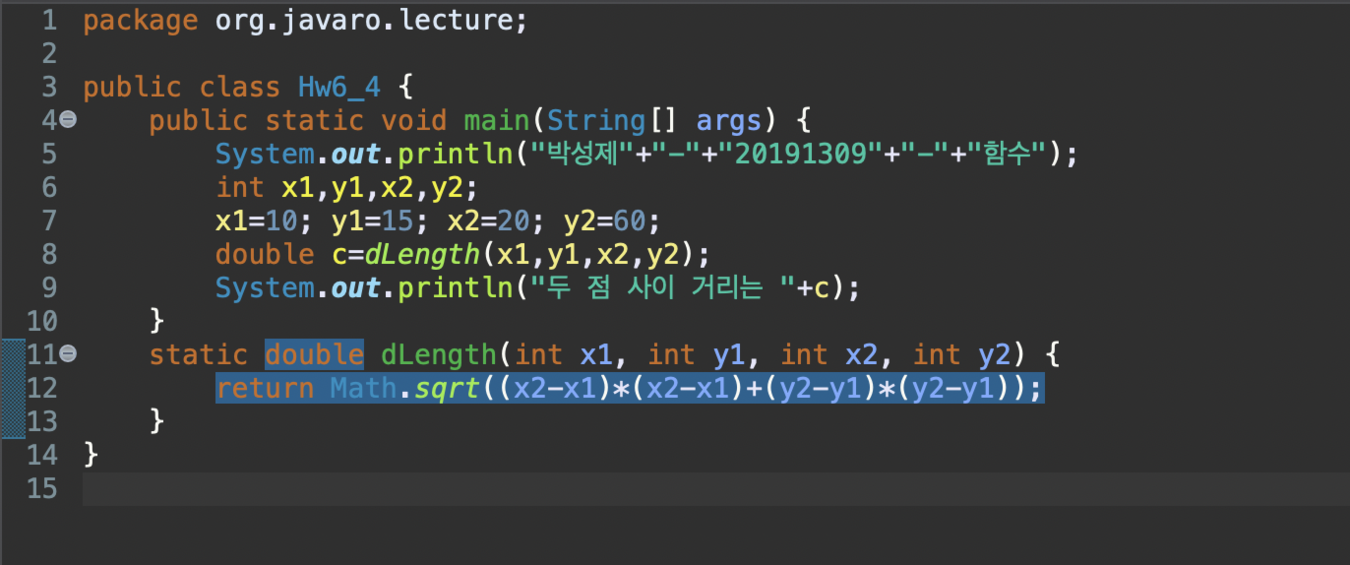 1 package org.javaro.lecture;
2
3 public class Hw6_4 {
4 public static void main(String[] args) {
5 System.out.println("박성제"+"-"+"20191309"+"-"+"함수");
6 int x1,y1,x2,y2;
7 x1=10; y1=15; x2=20; y2=60;
8 double c=dLength(x1,y1,x2,y2);
9 System.out.println("두 점 사이 거리는 "+c);
10 }
11 static double dLength(int x1, int y1, int x2, int y2) {
12 return Math.sqrt((x2-x1)*(x2-x1)+(y2-y1)*(y2-y1));
13 }
14 }
15